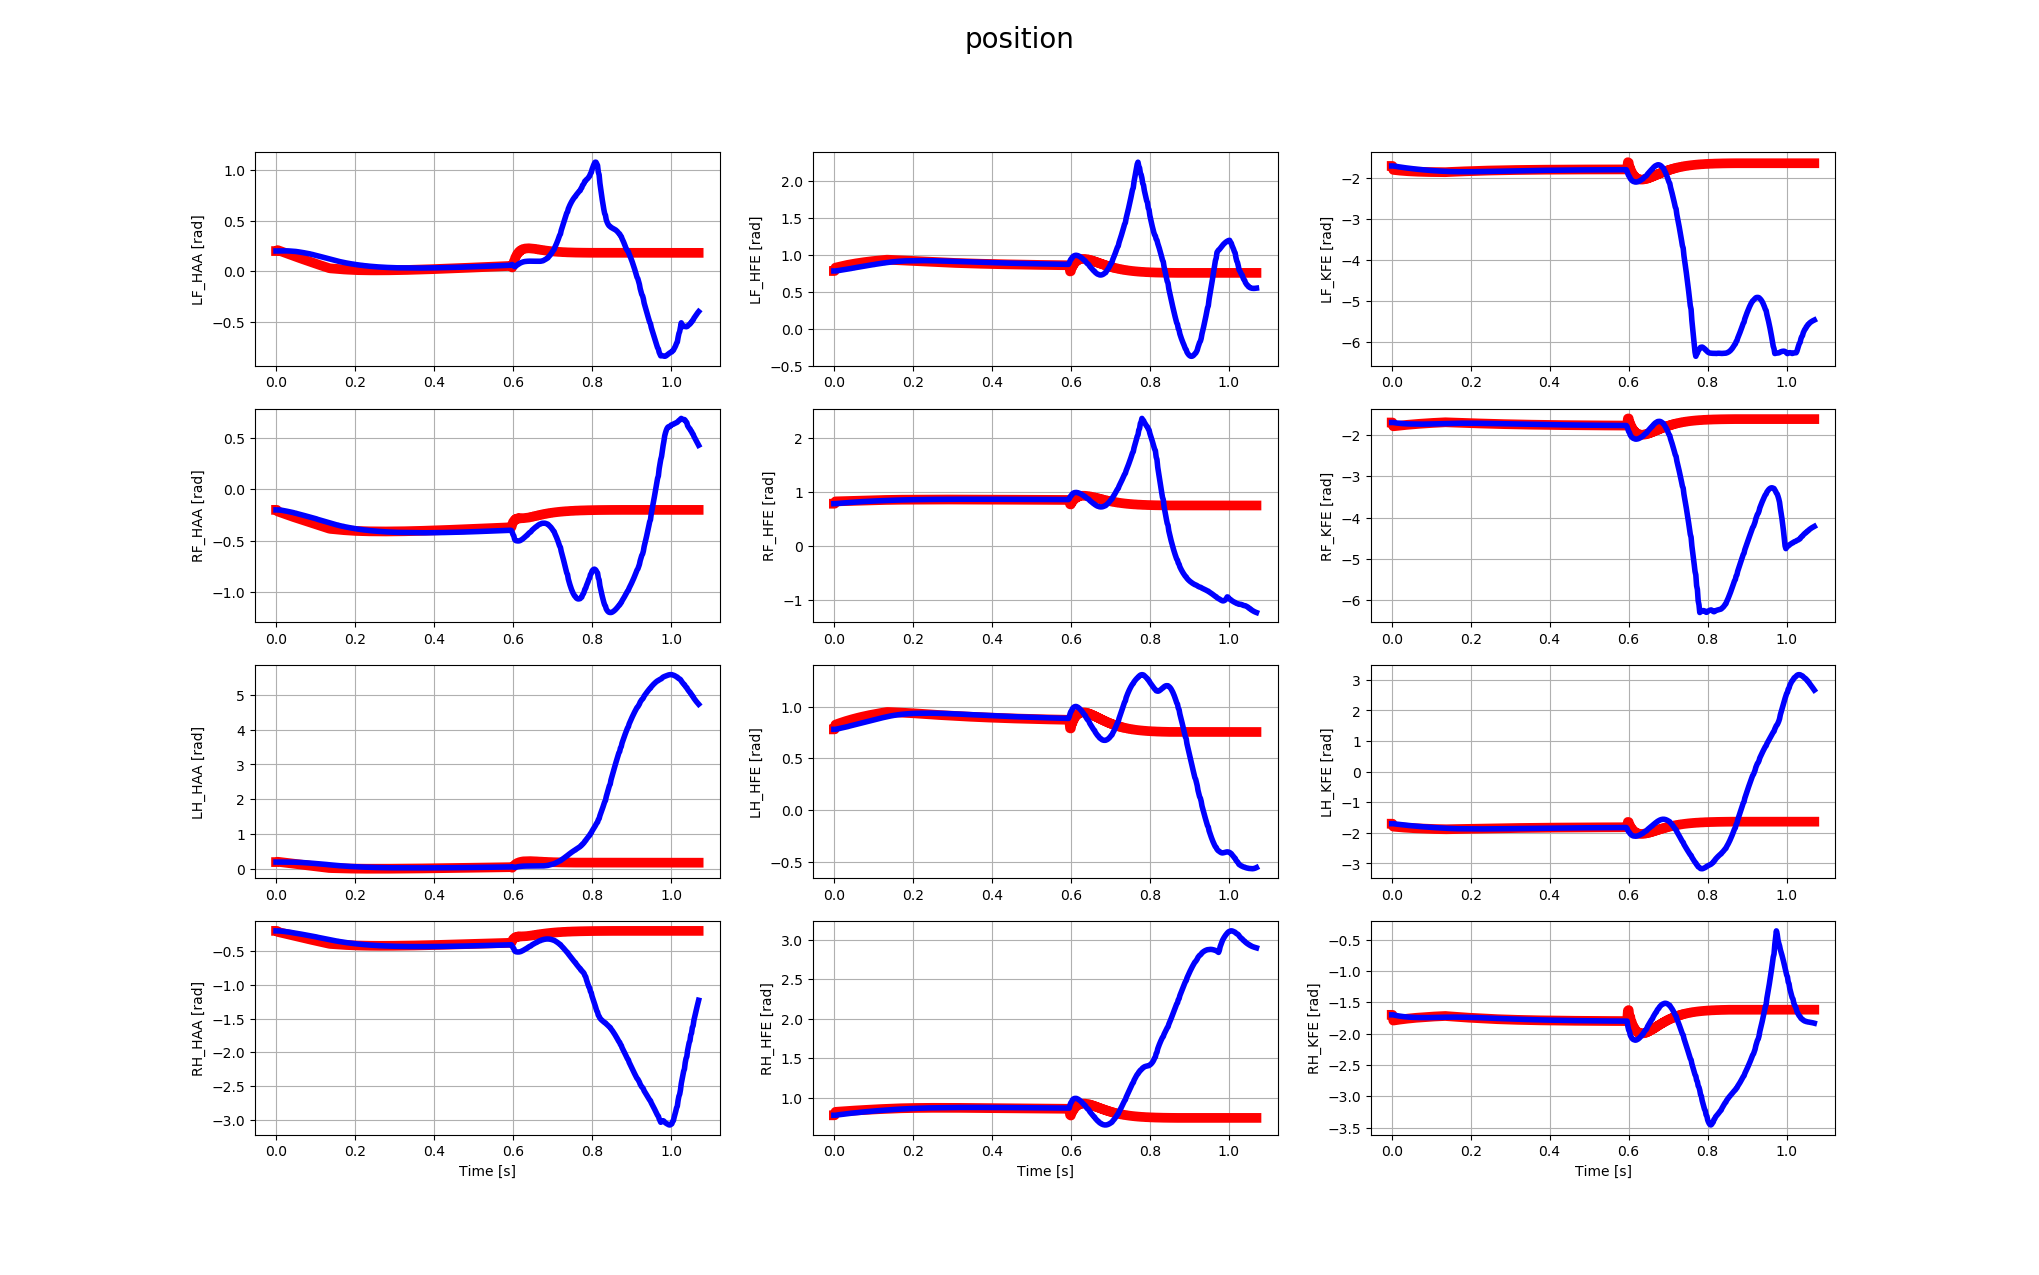 position
LF_HAA [rad]
1.0
0.5
0.0
−0.5
0.0 0.2 0.4 0.6 0.8 1.0
LF_HFE [rad]
2.0
1.5
1.0
0.5
0.0
−0.5
0.0 0.2 0.4 0.6 0.8 1.0
LF_KFE [rad]
−2
−3
−4
−5
−6
0.0 0.2 0.4 0.6 0.8 1.0
RF_HAA [rad]
0.5
0.0
−0.5
−1.0
0.0 0.2 0.4 0.6 0.8 1.0
RF_HFE [rad]
2
1
0
−1
0.0 0.2 0.4 0.6 0.8 1.0
RF_KFE [rad]
−2
−3
−4
−5
−6
0.0 0.2 0.4 0.6 0.8 1.0
LH_HAA [rad]
5
4
3
2
1
0
0.0 0.2 0.4 0.6 0.8 1.0
LH_HFE [rad]
1.0
0.5
0.0
−0.5
0.0 0.2 0.4 0.6 0.8 1.0
LH_KFE [rad]
3
2
1
0
−1
−2
−3
0.0 0.2 0.4 0.6 0.8 1.0
RH_HAA [rad]
−0.5
−1.0
−1.5
−2.0
−2.5
−3.0
0.0 0.2 0.4 0.6 0.8 1.0
Time [s]
RH_HFE [rad]
3.0
2.5
2.0
1.5
1.0
0.0 0.2 0.4 0.6 0.8 1.0
Time [s]
RH_KFE [rad]
−0.5
−1.0
−1.5
−2.0
−2.5
−3.0
−3.5
0.0 0.2 0.4 0.6 0.8 1.0
Time [s]